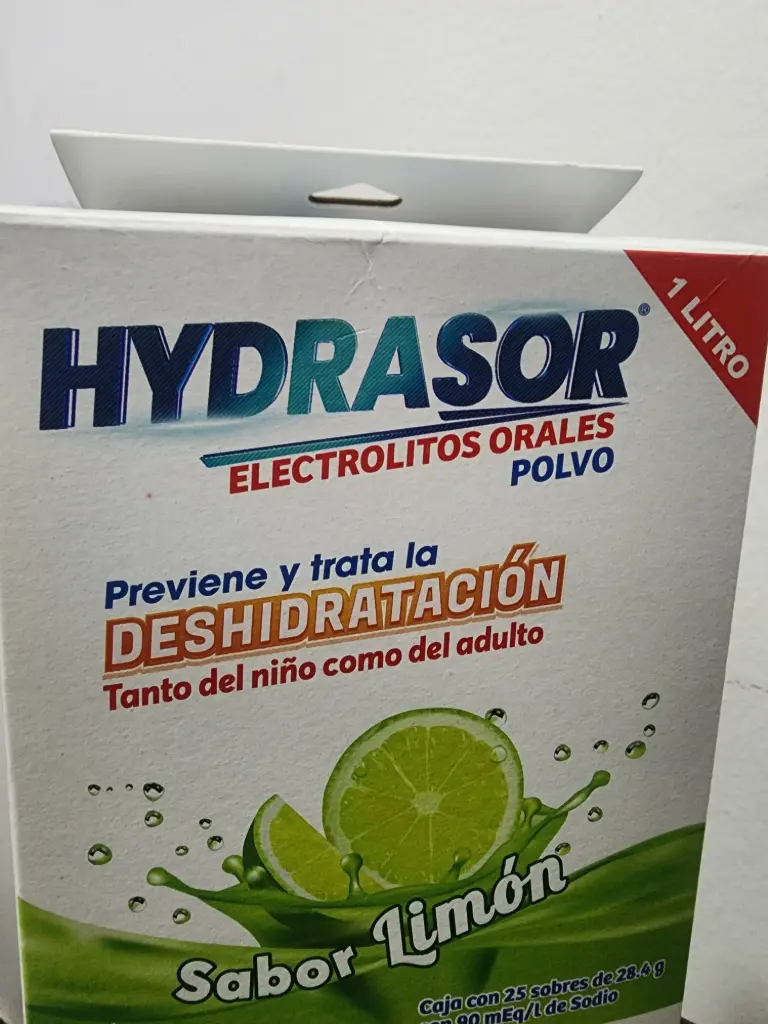 HYDRASOR®
1 LITRO
ELECTROLITOS ORALES
POLVO
Previene y trata la
DESHIDRATACIÓN
Tanto del niño como del adulto
Sabor Limón
Caja con 25 sobres de 28.4 g
90 mEq/l de Sodio